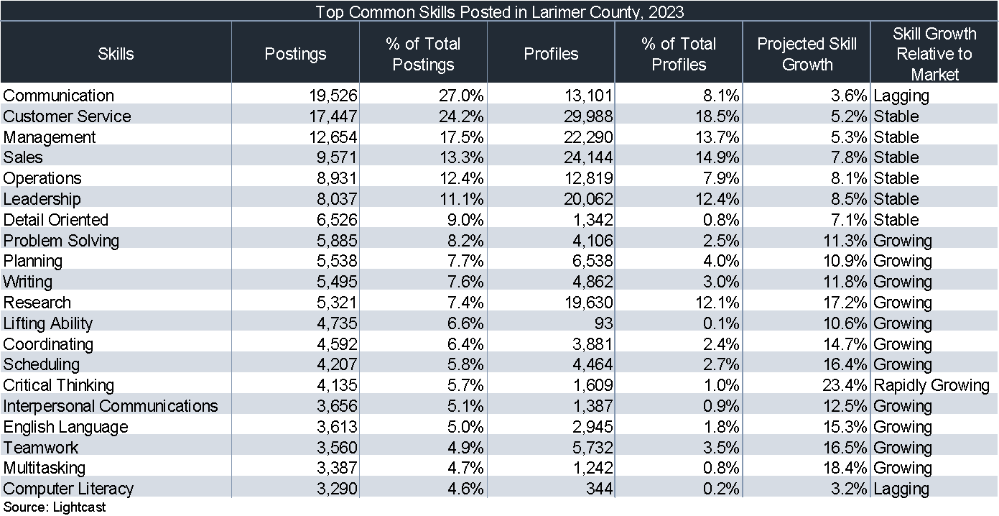 Top Common Skills Posted in Larimer County, 2023
Skills Postings % of Total Postings Profiles % of Total Profiles Projected Skill Growth Skill Growth Relative to Market
Communication 19,526 27.0% 13,101 8.1% 3.6% Lagging
Customer Service 17,447 24.2% 29,988 18.5% 5.2% Stable
Management 12,654 17.5% 22,290 13.7% 5.3% Stable
Sales 9,571 13.3% 24,144 14.9% 7.8% Stable
Operations 8,931 12.4% 12,819 7.9% 8.1% Stable
Leadership 8,037 11.1% 20,062 12.4% 8.5% Stable
Detail Oriented 6,526 9.0% 1,342 0.8% 7.1% Stable
Problem Solving 5,885 8.2% 4,106 2.5% 11.3% Growing
Planning 5,538 7.7% 6,538 4.0% 10.9% Growing
Writing 5,495 7.6% 4,862 3.0% 11.8% Growing
Research 5,321 7.4% 19,630 12.1% 17.2% Growing
Lifting Ability 4,735 6.6% 93 0.1% 10.6% Growing
Coordinating 4,592 6.4% 3,881 2.4% 14.7% Growing
Scheduling 4,207 5.8% 4,464 2.7% 16.4% Growing
Critical Thinking 4,135 5.7% 1,609 1.0% 23.4% Rapidly Growing
Interpersonal Communications 3,656 5.1% 1,387 0.9% 12.5% Growing
English Language 3,613 5.0% 2,945 1.8% 15.3% Growing
Teamwork 3,560 4.9% 5,732 3.5% 16.5% Growing
Multitasking 3,387 4.7% 1,242 0.8% 18.4% Growing
Computer Literacy 3,290 4.6% 344 0.2% 3.2% Lagging
Source: Lightcast